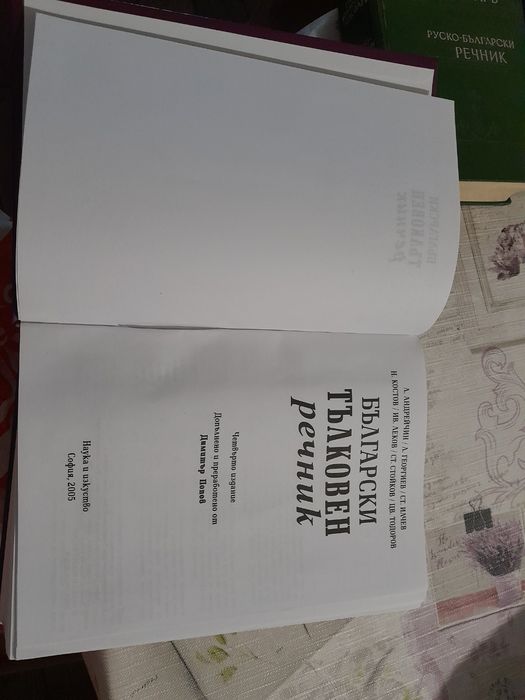 Л. АНДРЕЙЧИН / Л. ГЕОРГИЕВ / СТ. ИЛЧЕВ
Н. КОСТОВ / ИВ. ЛЕКОВ / СТ. СТОЙКОВ / ЦВ. ТОДОРОВ
БЪЛГАРСКИ
ТЪЛКОВЕН
речник
Четвърто издание
Допълнено и преработено от
Димитър Попов
Наука и изкуство
София, 2005
РУСКО-БЪЛГАРСКИ
РЕЧНИК